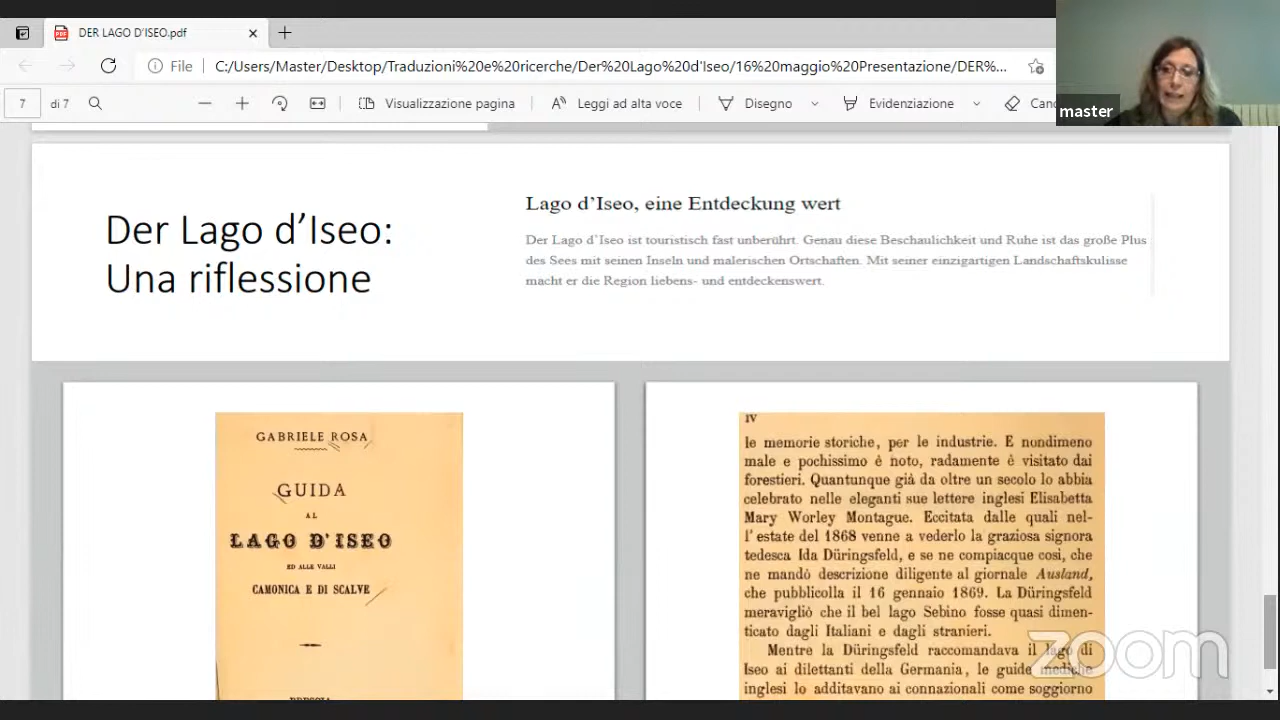 DER LAGO D'ISEO.pdf
File
C:/Users/Master/Desktop/Traduzioni%20e%20ricerche/Der%20Lago%20d'Iseo/16%20maggio%20Presentazione/DER%...
7 di 7
Visualizzazione pagina
Leggi ad alta voce
Disegno
Evidenziazione
Canc
master
Der Lago d'Iseo:
Una riflessione
Lago d'Iseo, eine Entdeckung wert
Der Lago d'Iseo ist touristisch fast unberührt. Genau diese Beschaulichkeit und Ruhe ist das große Plus
des Sees mit seinen Inseln und malerischen Ortschaften. Mit seiner einzigartigen Landschaftskulisse
macht er die Region liebens- und entdeckenswert.
GABRIELE ROSA
GUIDA
AL
LAGO D'ISEO
ED ALLE VALLI
CAMONICA E DI SCALVE
IV
le memorie storiche, per le industrie. E nondimeno
male e pochissimo è noto, radamente è visitato dai
forestieri. Quantunque già da oltre un secolo lo abbia
celebrato nelle eleganti sue lettere inglesi Elisabetta
Mary Worley Montague. Eccitata dalle quali nel-
l'estate del 1868 venne a vederlo la graziosa signora
tedesca Ida Düringsfeld, e se ne compiacque così, che
ne mandò descrizione diligente al giornale Ausland,
che pubblicolla il 16 gennaio 1869. La Düringsfeld
meravigliò che il bel lago Sebino fosse quasi dimen-
ticato dagli Italiani e dagli stranieri.
Mentre la Düringsfeld raccomandava il lago di
Iseo ai dilettanti della Germania, le guide mediche
inglesi lo additavano ai connazionali come soggiorno
zoom